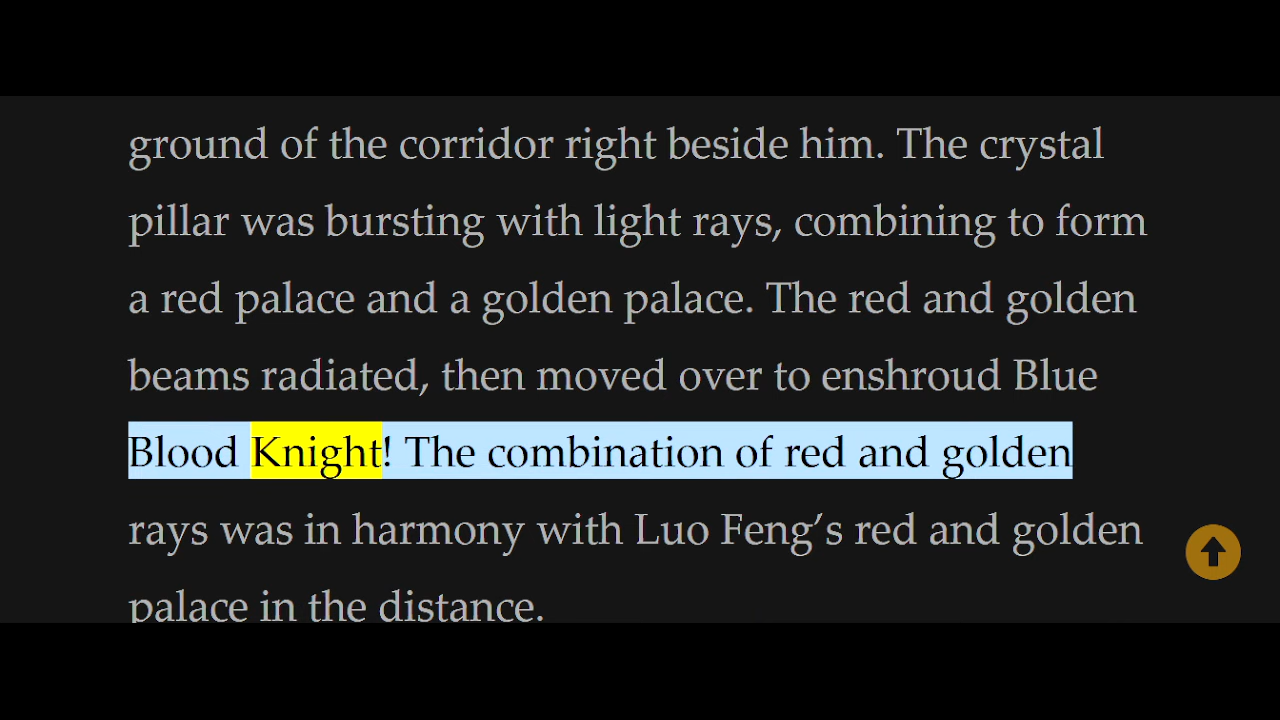 ground of the corridor right beside him. The crystal
pillar was bursting with light rays, combining to form
a red palace and a golden palace. The red and golden
beams radiated, then moved over to enshroud Blue
Blood Knight! The combination of red and golden
rays was in harmony with Luo Feng’s red and golden
palace in the distance.